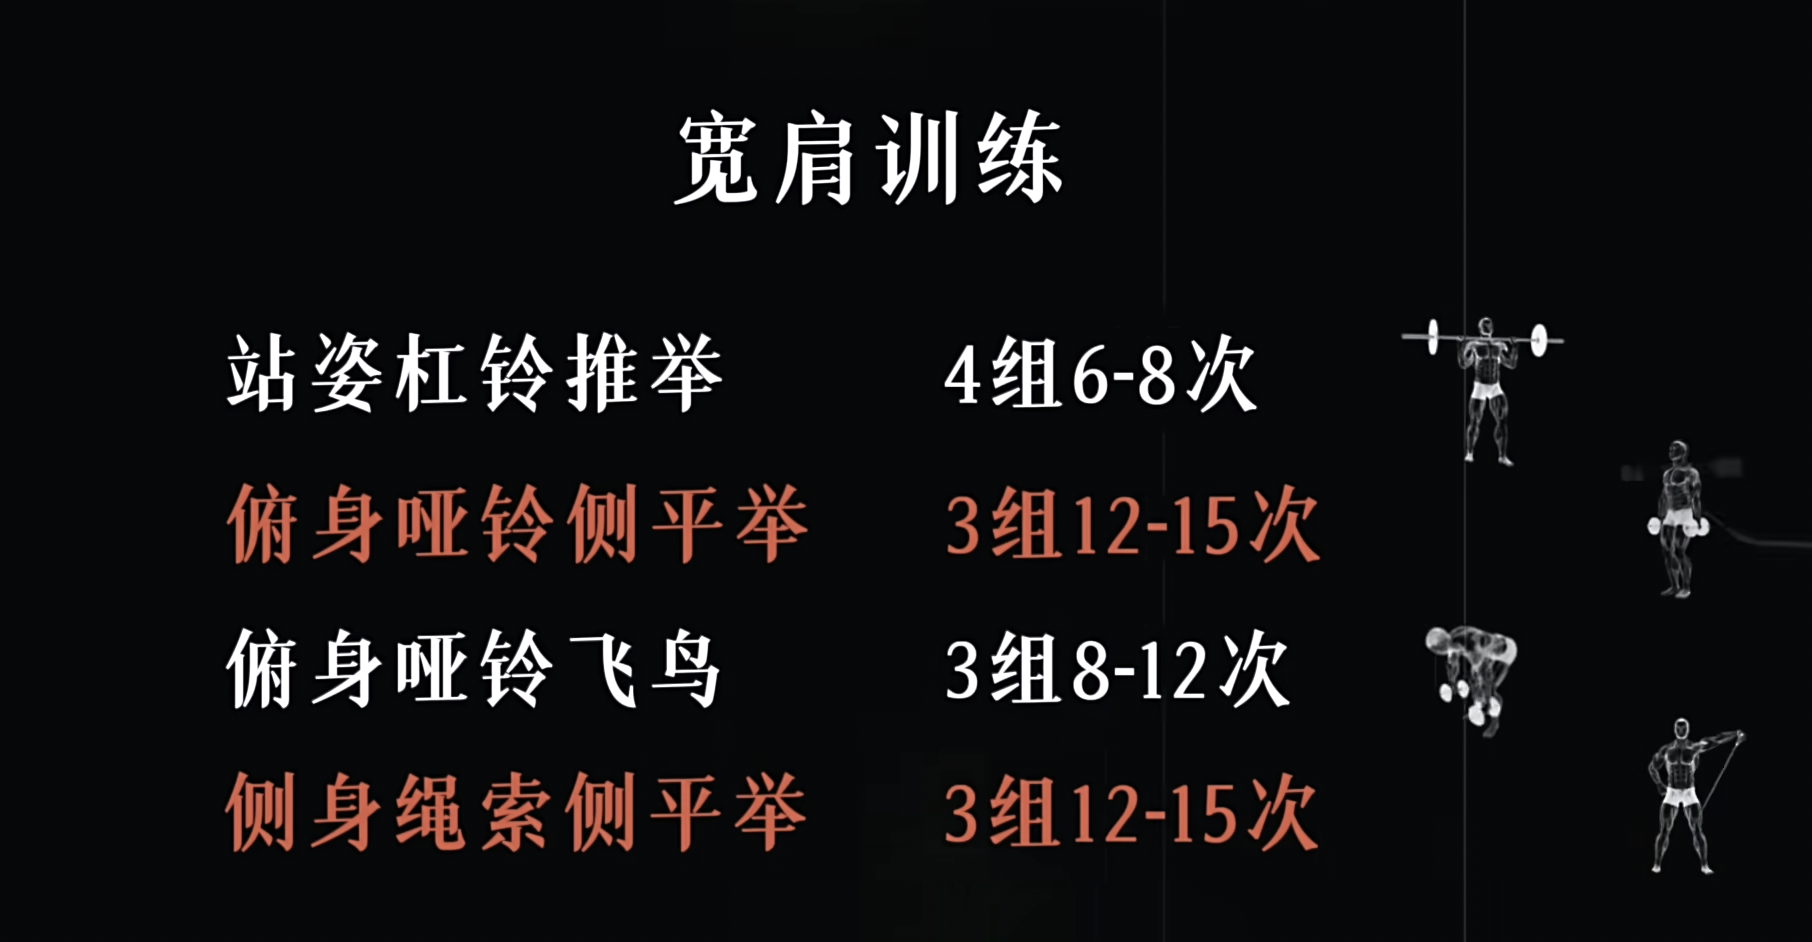 宽肩训练
站姿杠铃推举 4组6-8次
俯身哑铃侧平举 3组12-15次
俯身哑铃飞鸟 3组8-12次
侧身绳索侧平举 3组12-15次